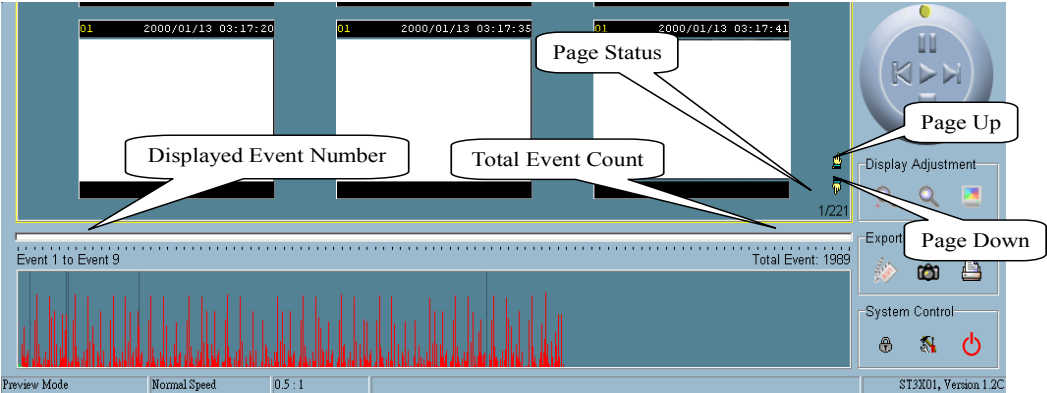 01 2000/01/13 03:17:20
01 2000/01/13 03:17:35
01 2000/01/13 03:17:41
Page Status
Page Up
Displayed Event Number
Total Event Count
Display Adjustment
1/221
Page Down
Export
Event 1 to Event 9
Total Event: 1989
System Control
Preview Mode
Normal Speed
0.5 : 1
ST3X01, Version 1.2C